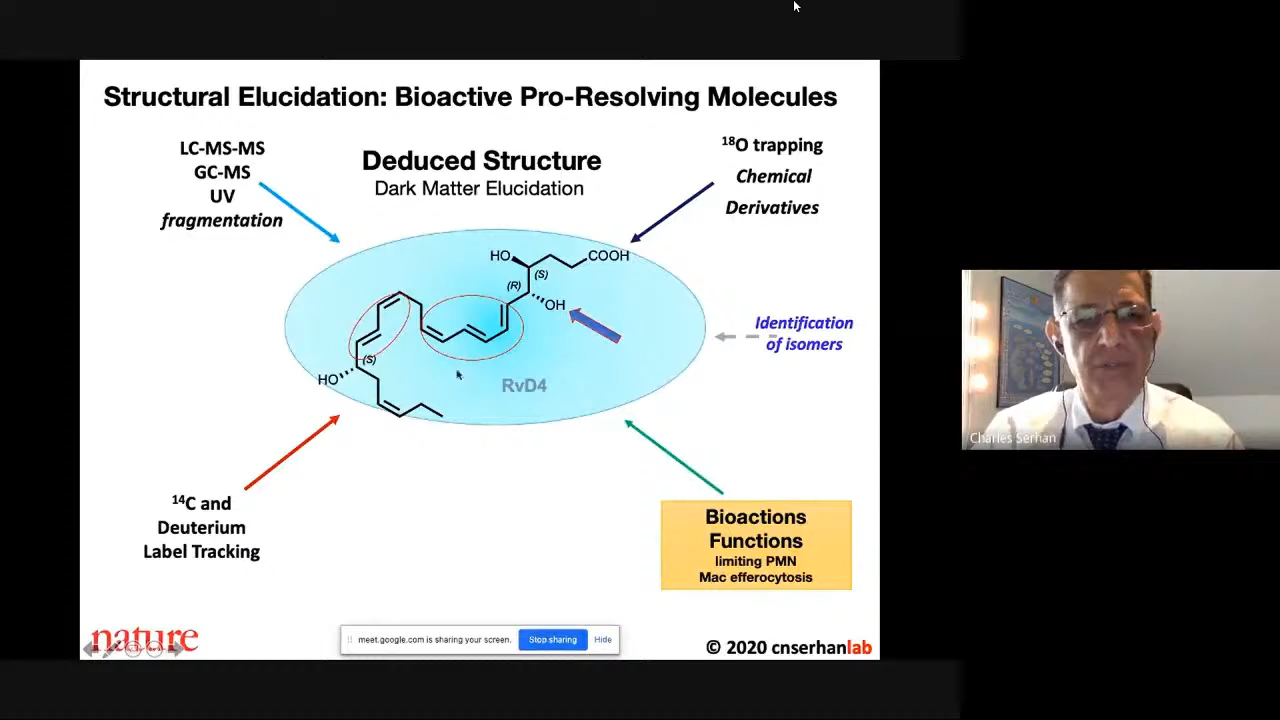 Structural Elucidation: Bioactive Pro-Resolving Molecules
LC-MS-MS
GC-MS
UV
fragmentation
Deduced Structure
Dark Matter Elucidation
¹⁸O trapping
Chemical
Derivatives
HO
COOH
(S)
(R)
OH
(S)
HO
RvD4
Identification
of isomers
¹⁴C and
Deuterium
Label Tracking
Bioactions
Functions
limiting PMN
Mac efferocytosis
nature
meet.google.com is sharing your screen.
Stop sharing
Hide
© 2020 cnserhanlab
Charles Serhan